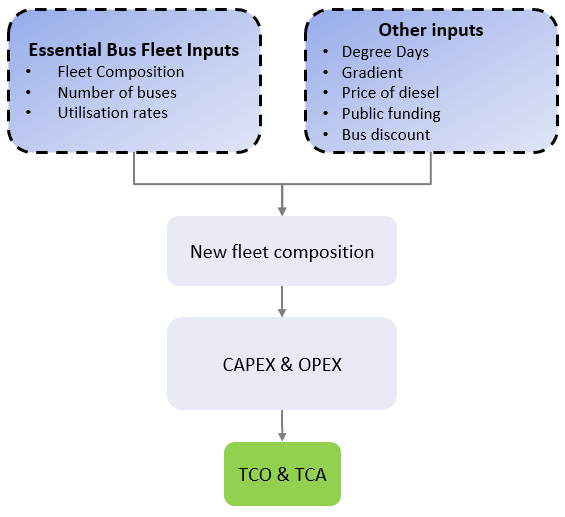 Essential Bus Fleet Inputs
• Fleet Composition
• Number of buses
• Utilisation rates
Other inputs
• Degree Days
• Gradient
• Price of diesel
• Public funding
• Bus discount
New fleet composition
CAPEX & OPEX
TCO & TCA